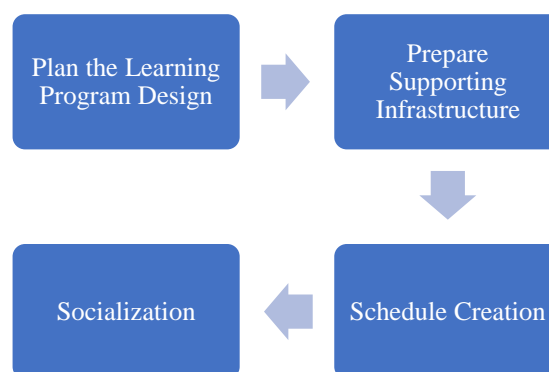 Plan the Learning
Program Design
Prepare
Supporting
Infrastructure
Schedule Creation
Socialization